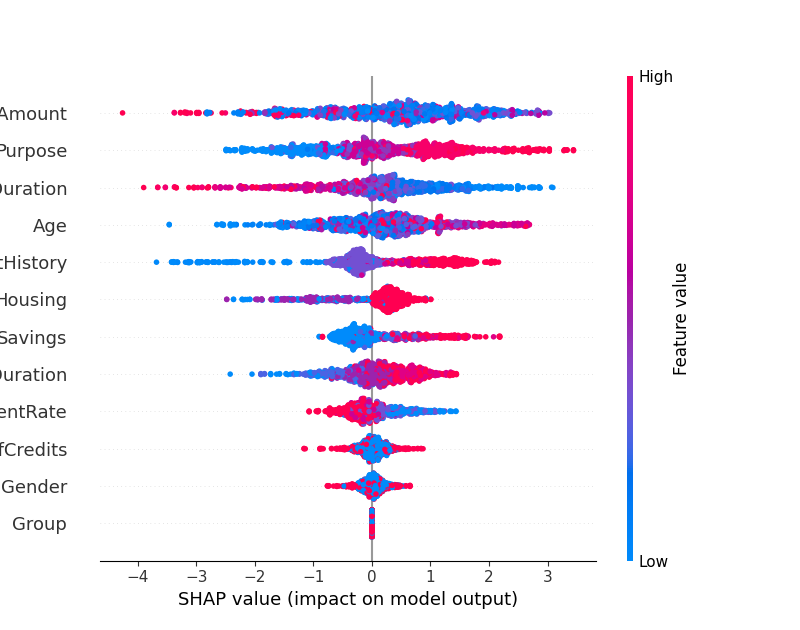 High
Amount
Purpose
Duration
Age
tHistory
Housing
Savings
Duration
entRate
fCredits
Gender
Group
Low
Feature value
−4 −3 −2 −1 0 1 2 3
SHAP value (impact on model output)